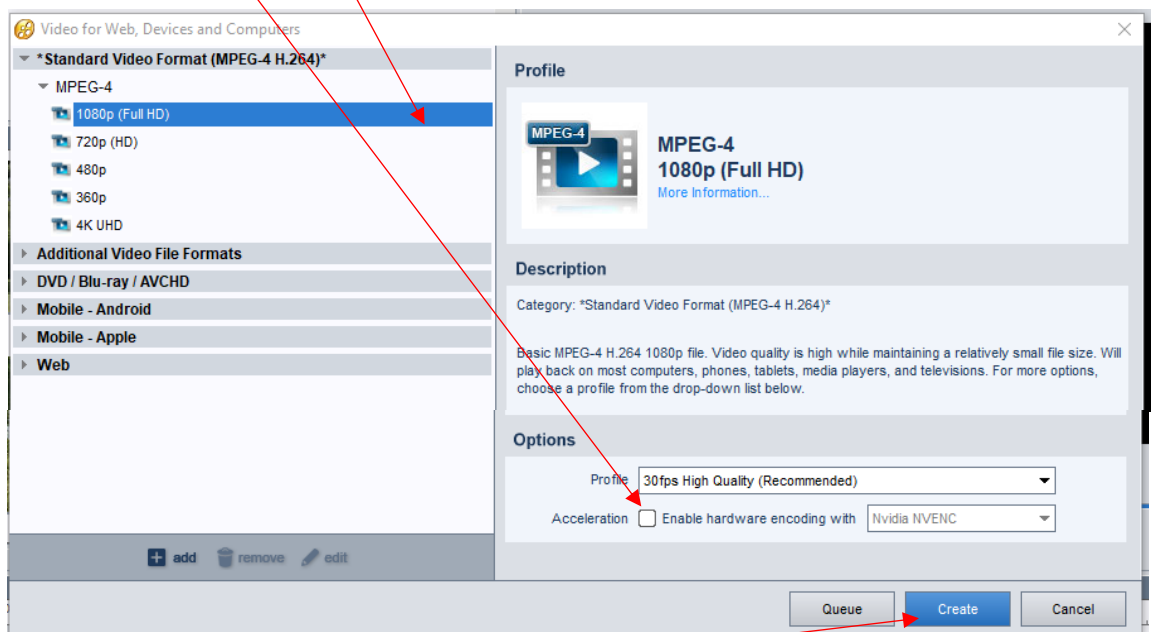 Video for Web, Devices and Computers
*Standard Video Format (MPEG-4 H.264)*
MPEG-4
1080p (Full HD)
720p (HD)
480p
360p
4K UHD
Additional Video File Formats
DVD / Blu-ray / AVCHD
Mobile - Android
Mobile - Apple
Web
add remove edit
Profile
MPEG-4
MPEG-4
1080p (Full HD)
More Information...
Description
Category: *Standard Video Format (MPEG-4 H.264)*
Basic MPEG-4 H.264 1080p file. Video quality is high while maintaining a relatively small file size. Will
play back on most computers, phones, tablets, media players, and televisions. For more options,
choose a profile from the drop-down list below.
Options
Profile 30fps High Quality (Recommended)
Acceleration Enable hardware encoding with Nvidia NVENC
Queue Create Cancel